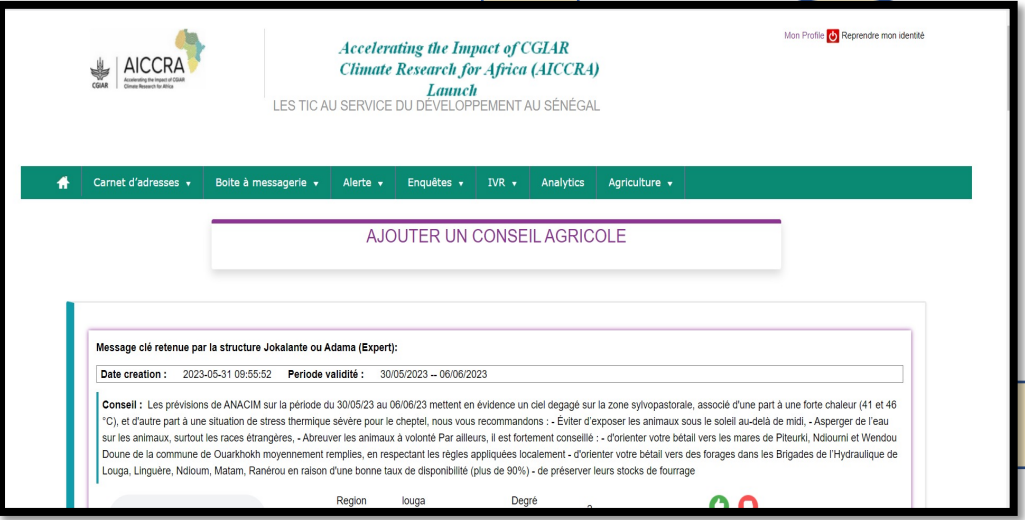 Mon Profile Reprendre mon identité
AICCRA
Accelerating the Impact of CGIAR
Climate Research for Africa
CGIAR
Accelerating the Impact of CGIAR
Climate Research for Africa (AICCRA)
Launch
LES TIC AU SERVICE DU DÉVELOPPEMENT AU SÉNÉGAL
Carnet d'adresses Boite à messagerie Alerte Enquêtes IVR Analytics Agriculture
AJOUTER UN CONSEIL AGRICOLE
Message clé retenue par la structure Jokalante ou Adama (Expert):
Date creation : 2023-05-31 09:55:52 Periode validité : 30/05/2023 -- 06/06/2023
Conseil : Les prévisions de ANACIM sur la période du 30/05/23 au 06/06/23 mettent en évidence un ciel degagé sur la zone sylvopastorale, associé d'une part à une forte chaleur (41 et 46
°C), et d'autre part à une situation de stress thermique sévère pour le cheptel, nous vous recommandons : - Éviter d'exposer les animaux sous le soleil au-delà de midi, - Asperger de l'eau
sur les animaux, surtout les races étrangères, - Abreuver les animaux à volonté Par ailleurs, il est fortement conseillé : - d'orienter votre bétail vers les mares de Piteurki, Ndioumi et Wendou
Doune de la commune de Ouarkhokh moyennement remplies, en respectant les règles appliquées localement - d'orienter votre bétail vers des forages dans les Brigades de l'Hydraulique de
Louga, Linguère, Ndioum, Matam, Ranérou en raison d'une bonne taux de disponibilité (plus de 90%) - de préserver leurs stocks de fourrage
Region louga Degré